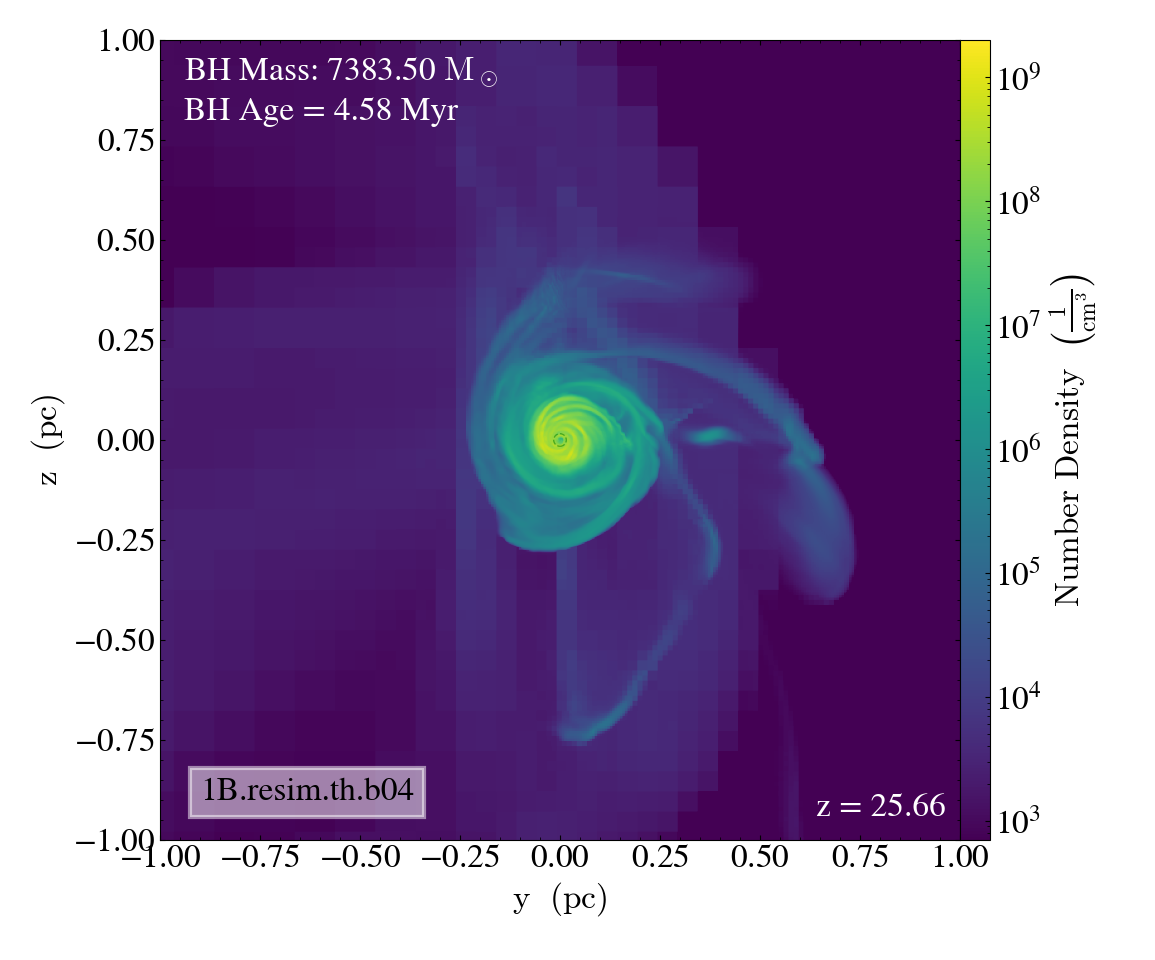 BH Mass: 7383.50 M⊙
BH Age = 4.58 Myr
1B.resim.th.b04
z = 25.66
1.00
0.75
0.50
0.25
0.00
−0.25
−0.50
−0.75
−1.00
z (pc)
−1.00 −0.75 −0.50 −0.25 0.00 0.25 0.50 0.75 1.00
y (pc)
10⁹
10⁸
10⁷
10⁶
10⁵
10⁴
10³
Number Density (1/cm³)